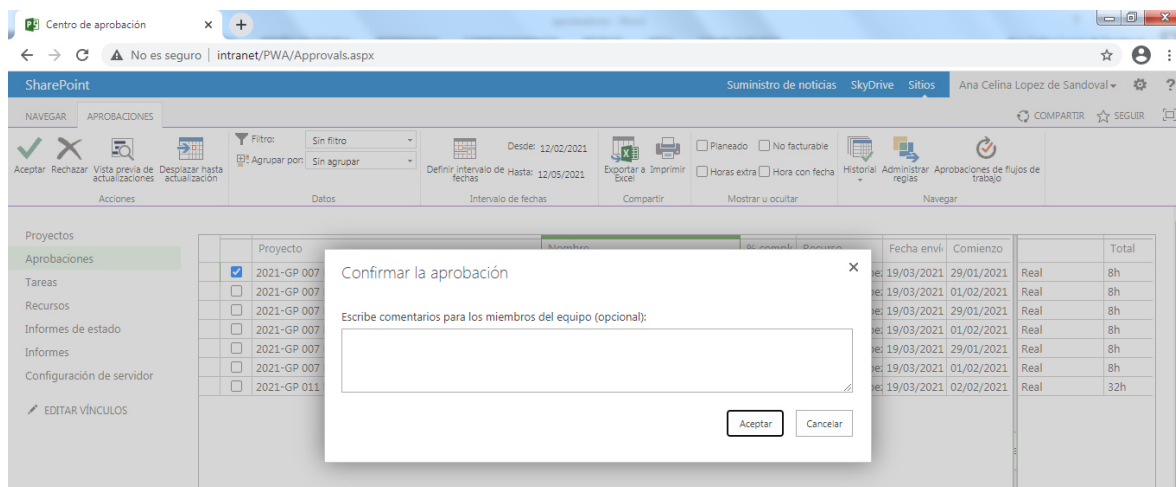 Centro de aprobación
No es seguro | intranet/PWA/Approvals.aspx
SharePoint Suministro de noticias SkyDrive Sitios Ana Celina Lopez de Sandoval
NAVEGAR APROBACIONES COMPARTIR SEGUIR
Aceptar Rechazar Vista previa de actualizaciones Desplazar hasta actualización
Acciones
Filtro: Sin filtro
Agrupar por: Sin agrupar
Datos
Definir intervalo de fechas
Desde: 12/02/2021
Hasta: 12/05/2021
Intervalo de fechas
Exportar a Excel Imprimir
Compartir
Planeado No facturable
Horas extra Hora con fecha
Mostrar u ocultar
Historial Administrar reglas Aprobaciones de flujos de trabajo
Navegar
Proyectos
Aprobaciones
Tareas
Recursos
Informes de estado
Informes
Configuración de servidor
EDITAR VÍNCULOS
Proyecto Nombre % compl Recurso Fecha enví Comienzo Total
2021-GP 007 19/03/2021 29/01/2021 Real 8h
2021-GP 007 19/03/2021 01/02/2021 Real 8h
2021-GP 007 19/03/2021 29/01/2021 Real 8h
2021-GP 007 19/03/2021 01/02/2021 Real 8h
2021-GP 007 19/03/2021 29/01/2021 Real 8h
2021-GP 007 19/03/2021 01/02/2021 Real 8h
2021-GP 011 19/03/2021 02/02/2021 Real 32h
Confirmar la aprobación
Escribe comentarios para los miembros del equipo (opcional):
Aceptar Cancelar